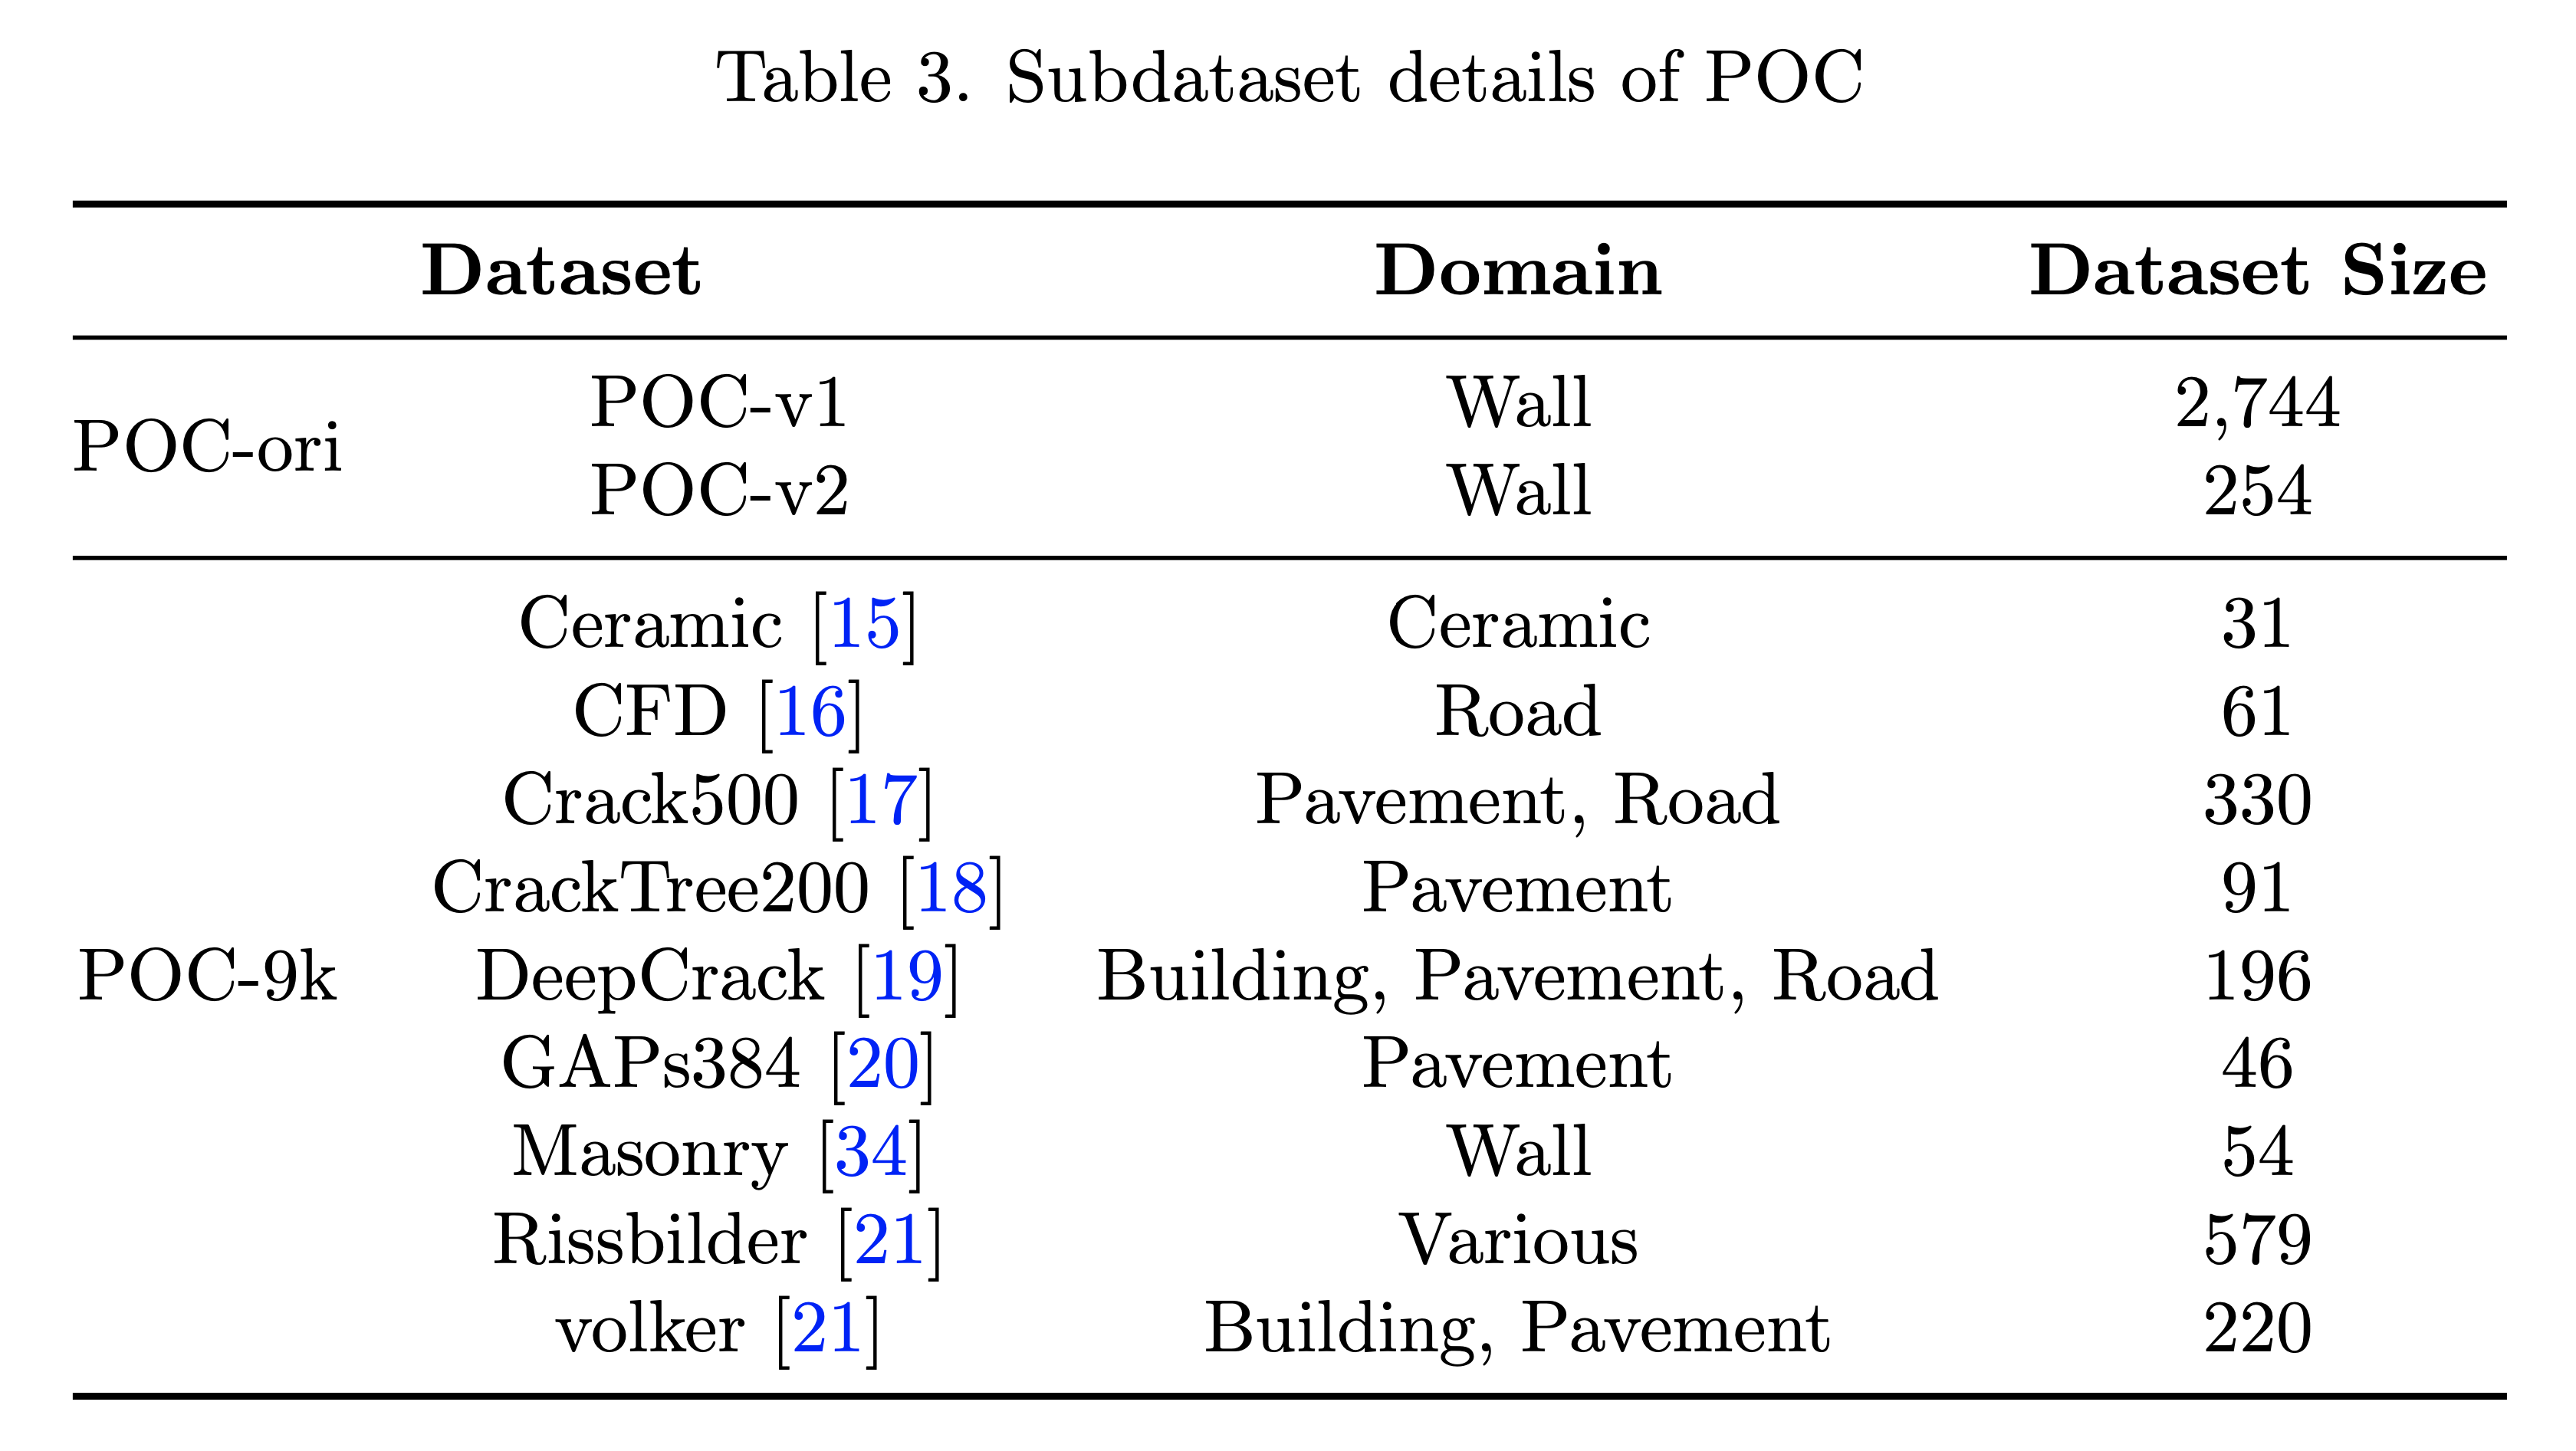 Table 3. Subdataset details of POC
Dataset Domain Dataset Size
POC-ori
POC-v1 Wall 2,744
POC-v2 Wall 254
POC-9k
Ceramic [15] Ceramic 31
CFD [16] Road 61
Crack500 [17] Pavement, Road 330
CrackTree200 [18] Pavement 91
DeepCrack [19] Building, Pavement, Road 196
GAPs384 [20] Pavement 46
Masonry [34] Wall 54
Rissbilder [21] Various 579
volker [21] Building, Pavement 220